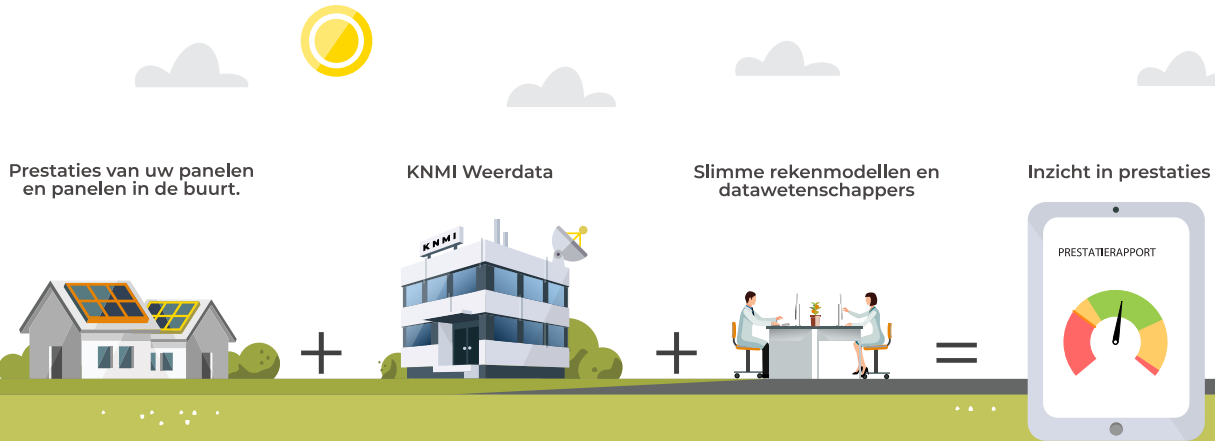 Prestaties van uw panelen
en panelen in de buurt.
KNMI Weerdata
Slimme rekenmodellen en
datawetenschappers
Inzicht in prestaties
KNMI
PRESTATIERAPPORT
+
+
=